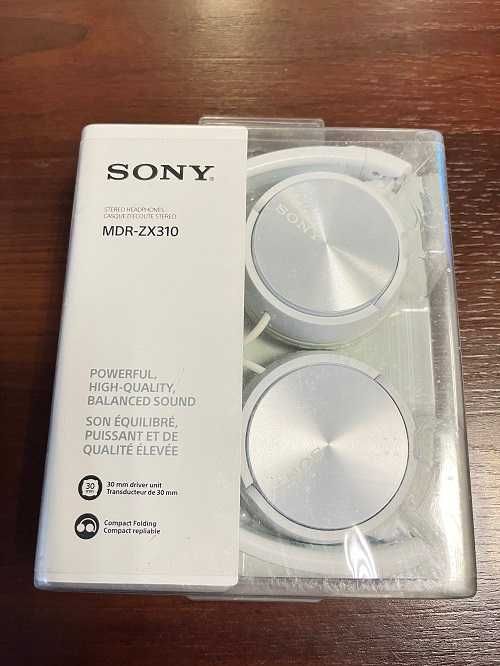 SONY
STEREO HEADPHONES
CASQUE D'ÉCOUTE STÉRÉO
MDR-ZX310
POWERFUL,
HIGH-QUALITY,
BALANCED SOUND
SON ÉQUILIBRÉ,
PUISSANT ET DE
QUALITÉ ÉLEVÉE
30 mm
30 mm driver unit
Transducteur de 30 mm
Compact Folding
Compact repliable
SONY
SONY